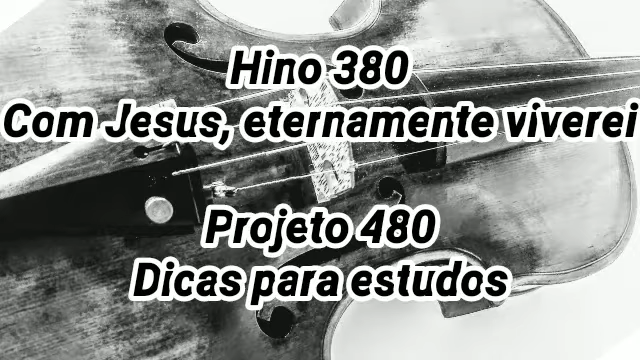 Hino 380
Com Jesus, eternamente viverei
Projeto 480
Dicas para estudos